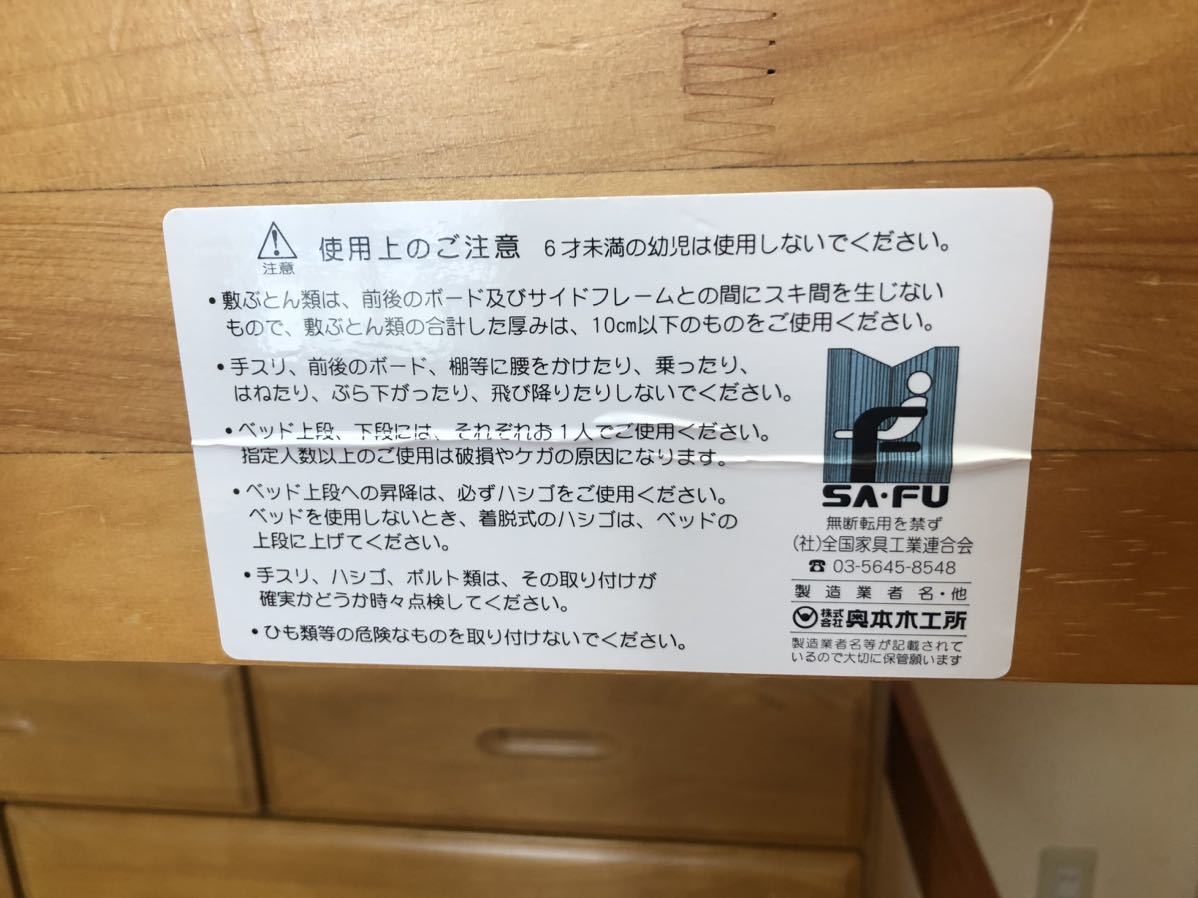 注意
使用上のご注意 6才未満の幼児は使用しないでください。
・敷ぶとん類は、前後のボード及びサイドフレームとの間にスキ間を生じない
もので、敷ぶとん類の合計した厚みは、10cm以下のものをご使用ください。
・手スリ、前後のボード、棚等に腰をかけたり、乗ったり、
はねたり、ぶら下がったり、飛び降りたりしないでください。
・ベッド上段、下段には、それぞれお1人でご使用ください。
指定人数以上のご使用は破損やケガの原因になります。
・ベッド上段への昇降は、必ずハシゴをご使用ください。
ベッドを使用しないとき、着脱式のハシゴは、ベッドの
上段に上げてください。
・手スリ、ハシゴ、ボルト類は、その取り付けが
確実かどうか時々点検してください。
・ひも類等の危険なものを取り付けないでください。
SA・FU
無断転用を禁ず
(社)全国家具工業連合会
☎ 03-5645-8548
製造業者名・他
株式会社 奥本木工所
製造業者名等が記載されて
いるので大切に保管願います